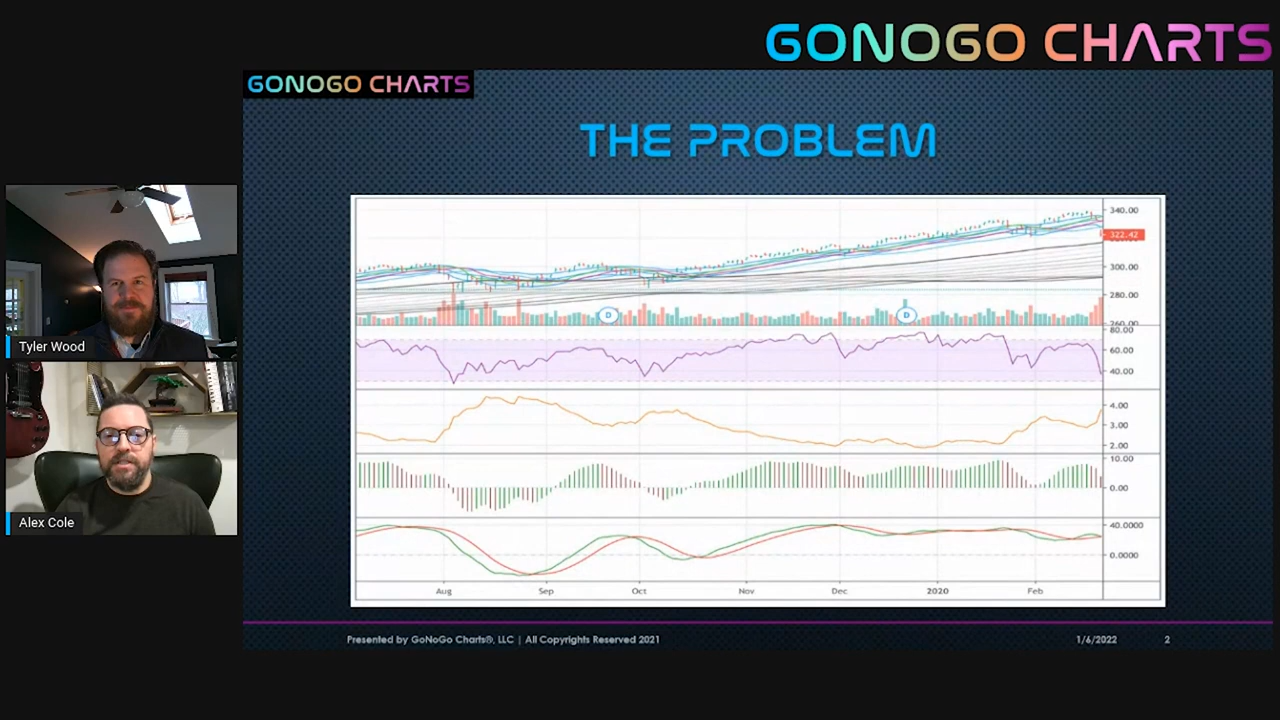 GONOGO CHARTS
GONOGO CHARTS
THE PROBLEM
340.00
322.42
300.00
280.00
260.00
D
D
80.00
60.00
40.00
4.00
3.00
2.00
10.00
0.00
40.0000
0.0000
Aug
Sep
Oct
Nov
Dec
2020
Feb
Tyler Wood
Alex Cole
Presented by GoNoGo Charts®, LLC | All Copyrights Reserved 2021
1/6/2022
2